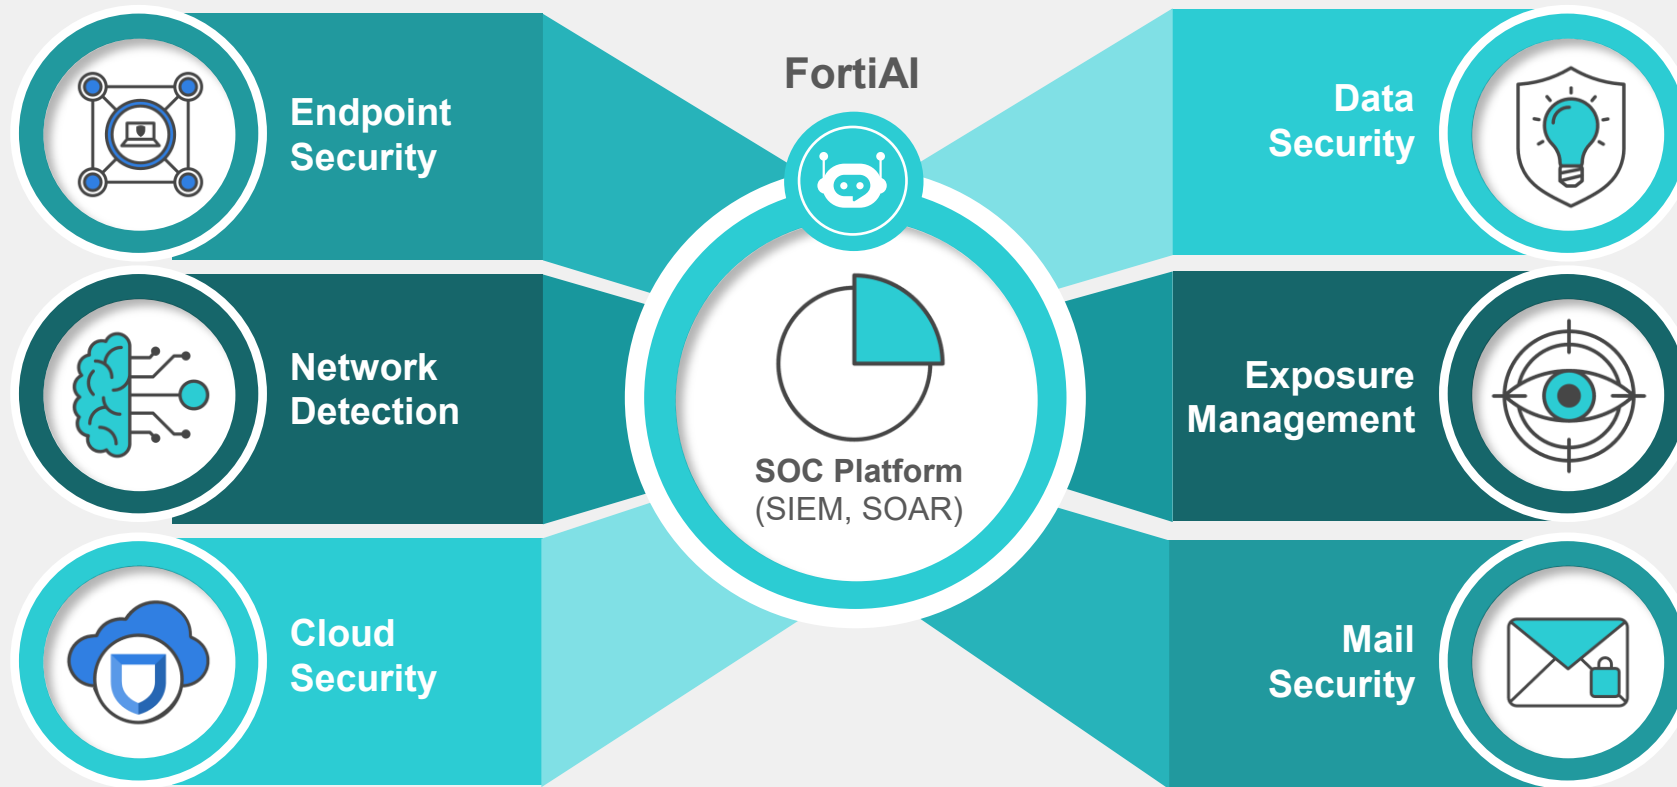 FortiAI
Endpoint
Security
Network
Detection
Cloud
Security
SOC Platform
(SIEM, SOAR)
Data
Security
Exposure
Management
Mail
Security